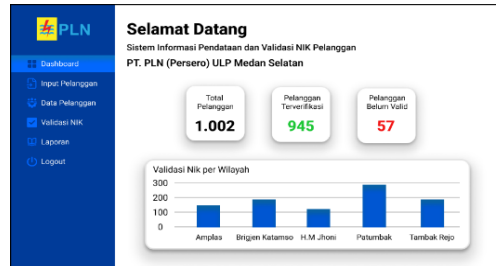 PLN
Dashboard
Input Pelanggan
Data Pelanggan
Validasi NIK
Laporan
Logout
Selamat Datang
Sistem Informasi Pendataan dan Validasi NIK Pelanggan
PT. PLN (Persero) ULP Medan Selatan
Total
Pelanggan
1.002
Pelanggan
Terverifikasi
945
Pelanggan
Belum Valid
57
Validasi Nik per Wilayah
300
200
100
0
Amplas Brigjen Katamso H.M Jhoni Patumbak Tambak Rejo